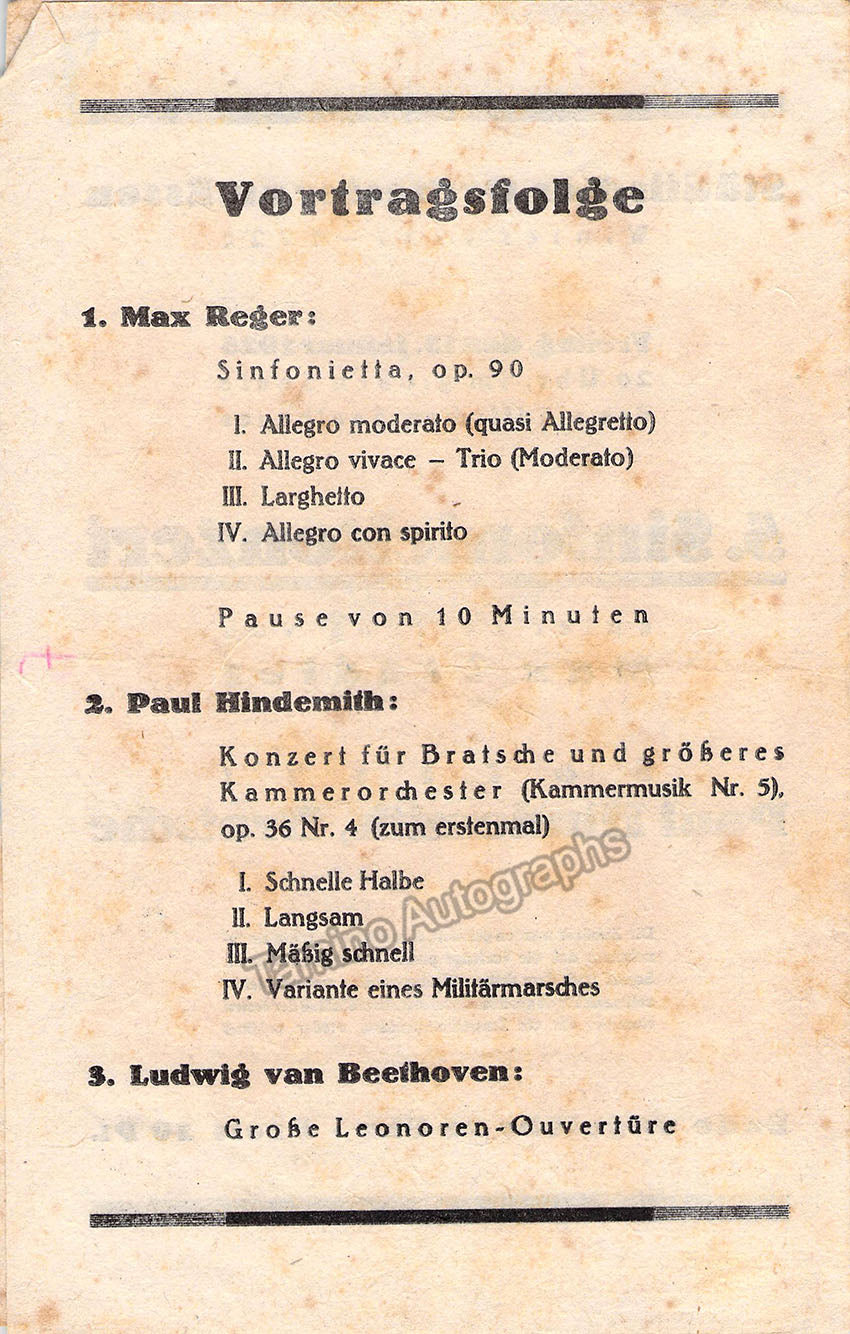 Vortragsfolge
1. Max Reger:
Sinfonietta, op. 90
I. Allegro moderato (quasi Allegretto)
II. Allegro vivace – Trio (Moderato)
III. Larghetto
IV. Allegro con spirito
Pause von 10 Minuten
2. Paul Hindemith:
Konzert für Bratsche und größeres
Kammerorchester (Kammermusik Nr. 5),
op. 36 Nr. 4 (zum erstenmal)
I. Schnelle Halbe
II. Langsam
III. Mäßig schnell
IV. Variante eines Militärmarsches
Tamino Autographs
3. Ludwig van Beethoven:
Große Leonoren-Ouvertüre